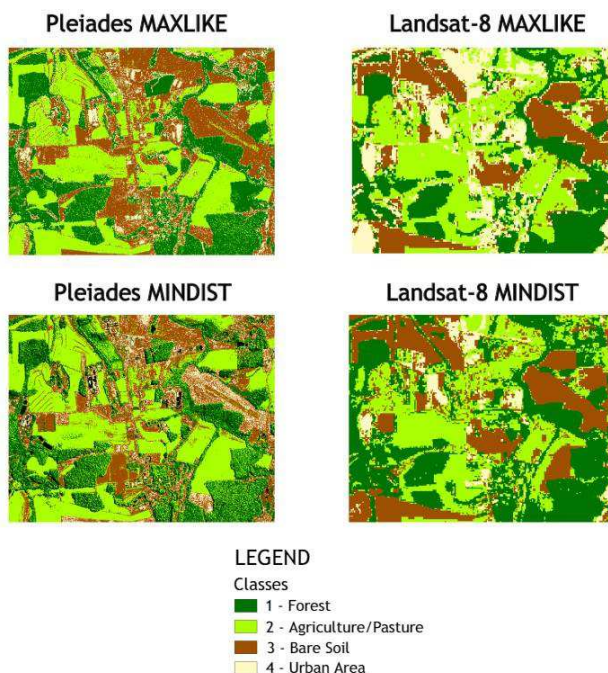 Pleiades MAXLIKE
Landsat-8 MAXLIKE
Pleiades MINDIST
Landsat-8 MINDIST
LEGEND
Classes
1 - Forest
2 - Agriculture/Pasture
3 - Bare Soil
4 - Urban Area